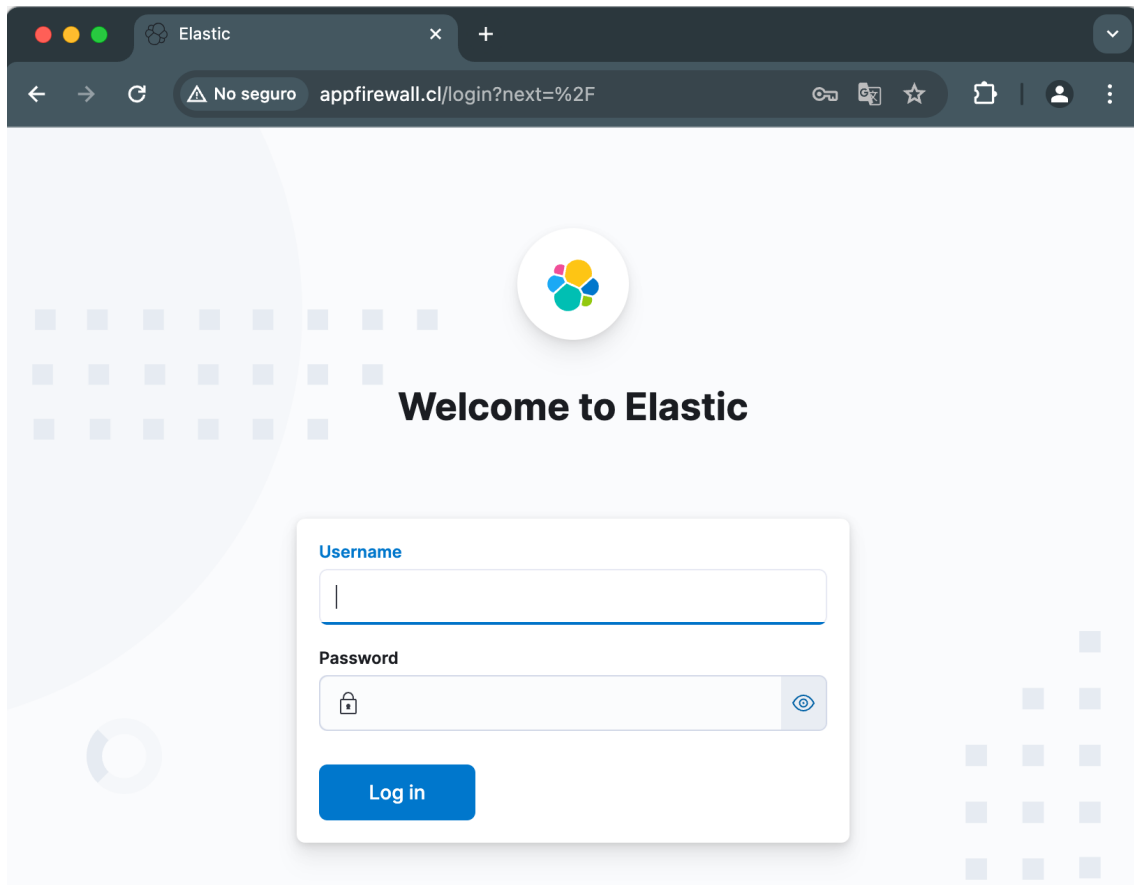 Elastic
No seguro appfirewall.cl/login?next=%2F
Welcome to Elastic
Username
Password
Log in